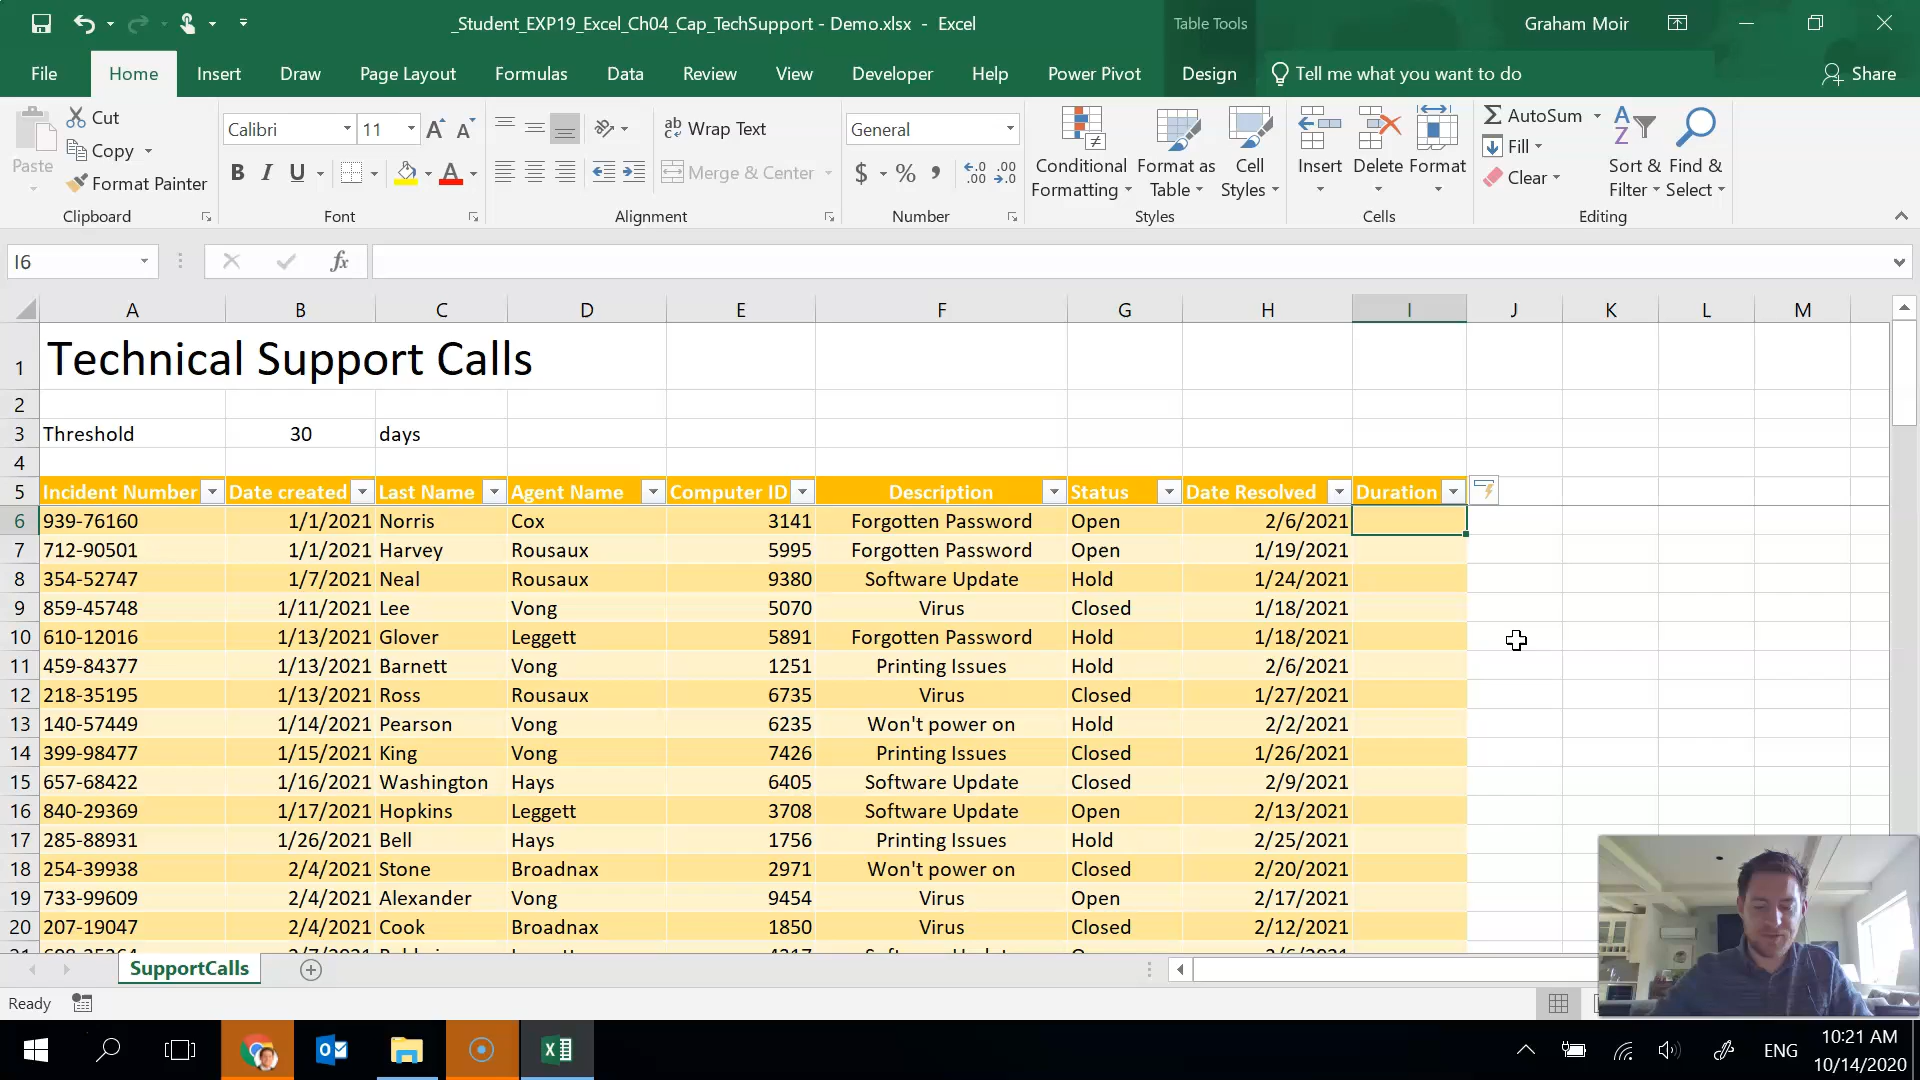 _Student_EXP19_Excel_Ch04_Cap_TechSupport - Demo.xlsx - Excel
Table Tools
Graham Moir
File Home Insert Draw Page Layout Formulas Data Review View Developer Help Power Pivot Design Tell me what you want to do Share
Paste
Cut
Copy
Format Painter
Clipboard
Calibri 11
B I U A
Font
ab Wrap Text
Merge & Center
Alignment
General
$ % , .00
Number
Conditional Formatting
Format as Table
Cell Styles
Styles
Insert Delete Format
Cells
AutoSum
Fill
Clear
Sort & Filter
Find & Select
Editing
I6 fx
A B C D E F G H I J K L M
1 Technical Support Calls
2
3 Threshold 30 days
4
5 Incident Number Date created Last Name Agent Name Computer ID Description Status Date Resolved Duration
6 939-76160 1/1/2021 Norris Cox 3141 Forgotten Password Open 2/6/2021
7 712-90501 1/1/2021 Harvey Rousaux 5995 Forgotten Password Open 1/19/2021
8 354-52747 1/7/2021 Neal Rousaux 9380 Software Update Hold 1/24/2021
9 859-45748 1/11/2021 Lee Vong 5070 Virus Closed 1/18/2021
10 610-12016 1/13/2021 Glover Leggett 5891 Forgotten Password Hold 1/18/2021
11 459-84377 1/13/2021 Barnett Vong 1251 Printing Issues Hold 2/6/2021
12 218-35195 1/13/2021 Ross Rousaux 6735 Virus Closed 1/27/2021
13 140-57449 1/14/2021 Pearson Vong 6235 Won't power on Hold 2/2/2021
14 399-98477 1/15/2021 King Vong 7426 Printing Issues Closed 1/26/2021
15 657-68422 1/16/2021 Washington Hays 6405 Software Update Closed 2/9/2021
16 840-29369 1/17/2021 Hopkins Leggett 3708 Software Update Open 2/13/2021
17 285-88931 1/26/2021 Bell Hays 1756 Printing Issues Hold 2/25/2021
18 254-39938 2/4/2021 Stone Broadnax 2971 Won't power on Closed 2/20/2021
19 733-99609 2/4/2021 Alexander Vong 9454 Virus Open 2/17/2021
20 207-19047 2/4/2021 Cook Broadnax 1850 Virus Closed 2/12/2021
SupportCalls
Ready
ENG
10:21 AM
10/14/2020